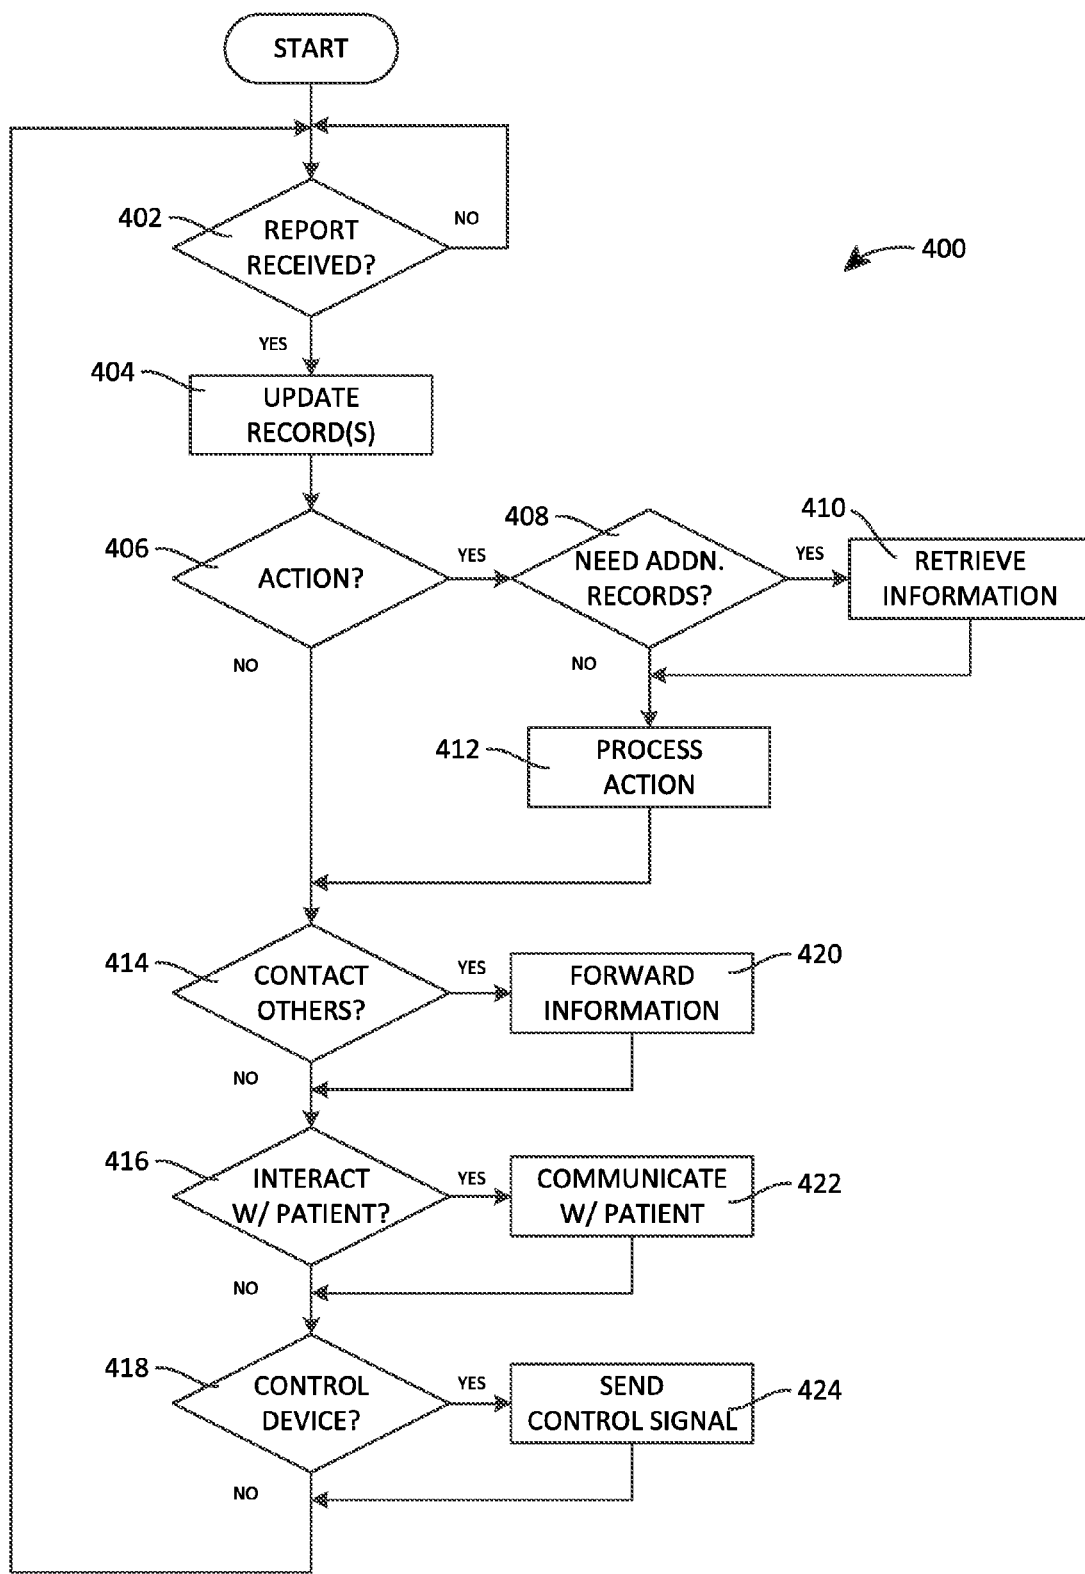 START
402
REPORT
RECEIVED?
NO
400
YES
404
UPDATE
RECORD(S)
406
ACTION?
YES
NO
408
NEED ADDN.
RECORDS?
YES
NO
410
RETRIEVE
INFORMATION
412
PROCESS
ACTION
414
CONTACT
OTHERS?
YES
NO
420
FORWARD
INFORMATION
416
INTERACT
W/ PATIENT?
YES
NO
COMMUNICATE
W/ PATIENT
422
418
CONTROL
DEVICE?
YES
NO
SEND
CONTROL SIGNAL
424